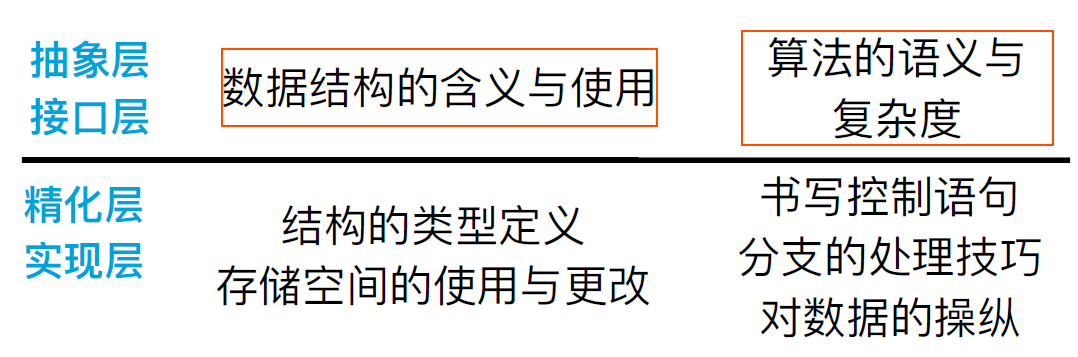 抽象层
接口层
数据结构的含义与使用
算法的语义与
复杂度
精化层
实现层
结构的类型定义
存储空间的使用与更改
书写控制语句
分支的处理技巧
对数据的操纵